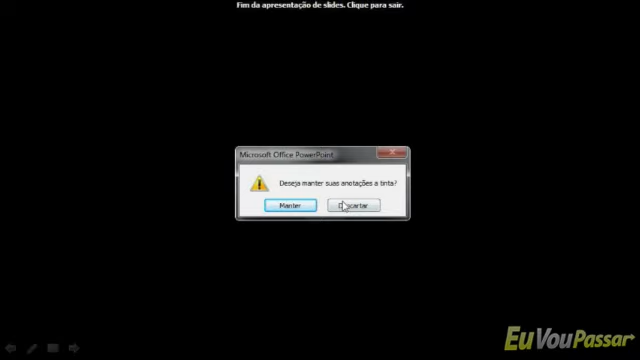 Fim da apresentação de slides. Clique para sair.
Microsoft Office PowerPoint
Deseja manter suas anotações a tinta?
Manter
Descartar
EuVouPassar